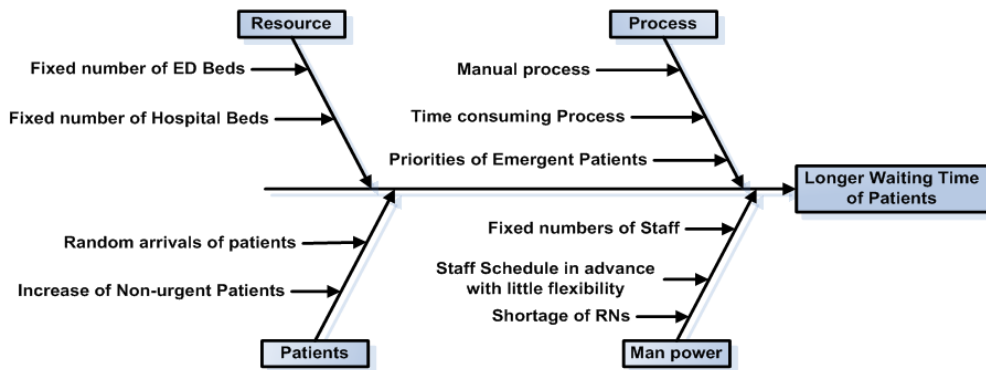 Resource
Process
Fixed number of ED Beds
Manual process
Fixed number of Hospital Beds
Time consuming Process
Priorities of Emergent Patients
Longer Waiting Time
of Patients
Random arrivals of patients
Fixed numbers of Staff
Increase of Non-urgent Patients
Staff Schedule in advance
with little flexibility
Shortage of RNs
Patients
Man power